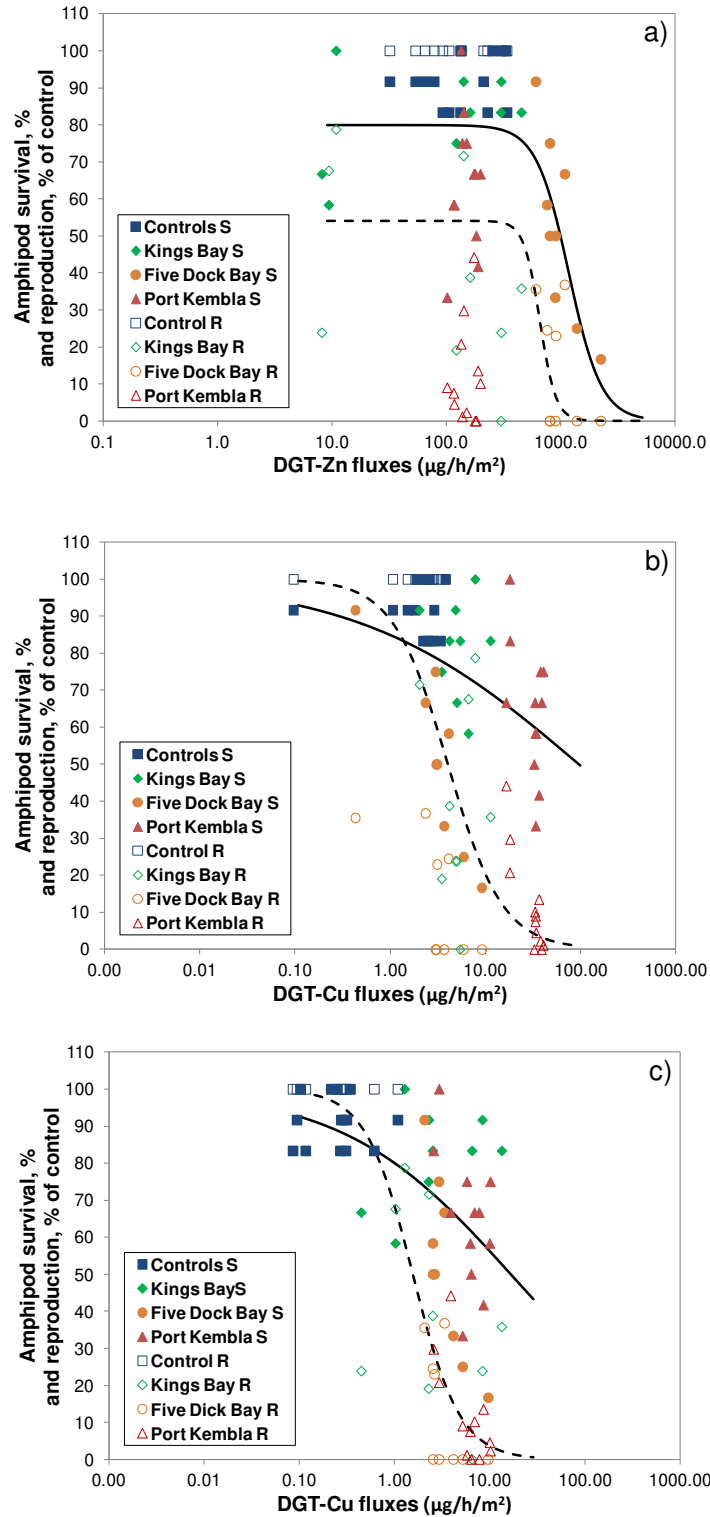 a)
Amphipod survival, %
and reproduction, % of control
110
100
90
80
70
60
50
40
30
20
10
0
Controls S
Kings Bay S
Five Dock Bay S
Port Kembla S
Control R
Kings Bay R
Five Dock Bay R
Port Kembla R
0.1 1.0 10.0 100.0 1000.0 10000.0
DGT-Zn fluxes (µg/h/m²)
b)
Amphipod survival, %
and reproduction, % of control
110
100
90
80
70
60
50
40
30
20
10
0
Controls S
Kings Bay S
Five Dock Bay S
Port Kembla S
Control R
Kings Bay R
Five Dock Bay R
Port Kembla R
0.00 0.01 0.10 1.00 10.00 100.00 1000.00
DGT-Cu fluxes (µg/h/m²)
c)
Amphipod survival, %
and reproduction, % of control
110
100
90
80
70
60
50
40
30
20
10
0
Controls S
Kings BayS
Five Dock Bay S
Port Kembla S
Control R
Kings Bay R
Five Dick Bay R
Port Kembla R
0.00 0.01 0.10 1.00 10.00 100.00 1000.00
DGT-Cu fluxes (µg/h/m²)